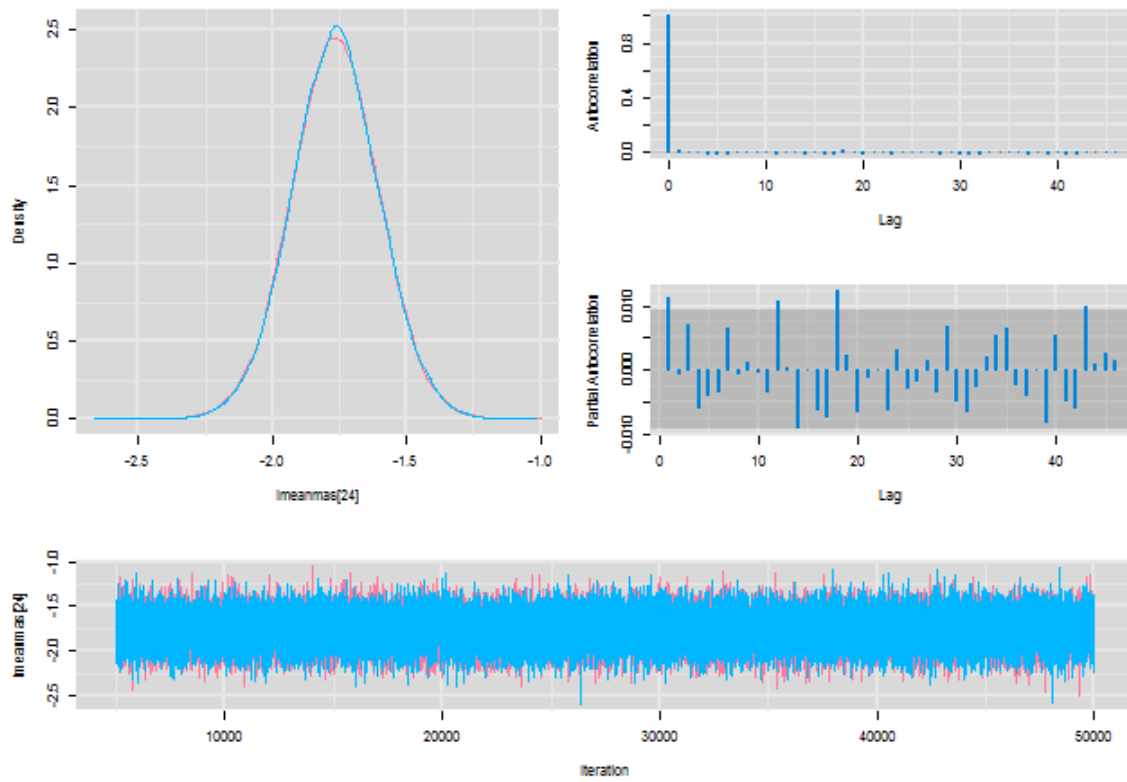 2.5
2.0
1.5
1.0
0.5
0.0
Density
−2.5 −2.0 −1.5 −1.0
lmeanmas[24]
0.8
0.4
0.0
Autocorrelation
0 10 20 30 40
Lag
0.010
0.000
−0.010
Partial Autocorrelation
0 10 20 30 40
Lag
−1.0
−1.5
−2.0
−2.5
lmeanmas[24]
10000 20000 30000 40000 50000
Iteration